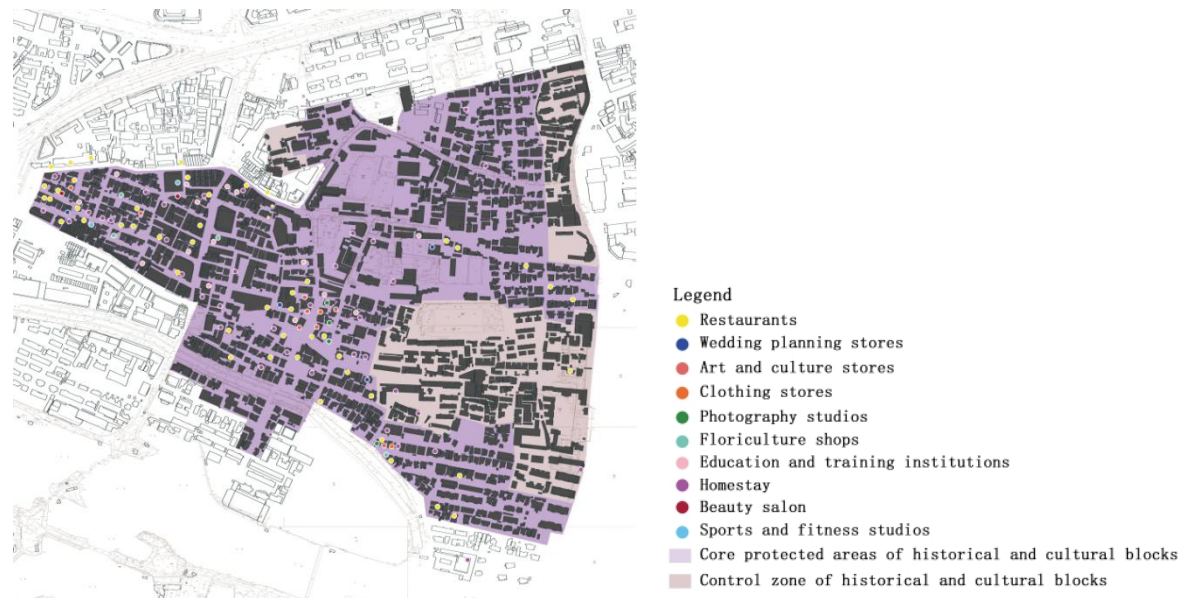 Legend
Restaurants
Wedding planning stores
Art and culture stores
Clothing stores
Photography studios
Floriculture shops
Education and training institutions
Homestay
Beauty salon
Sports and fitness studios
Core protected areas of historical and cultural blocks
Control zone of historical and cultural blocks